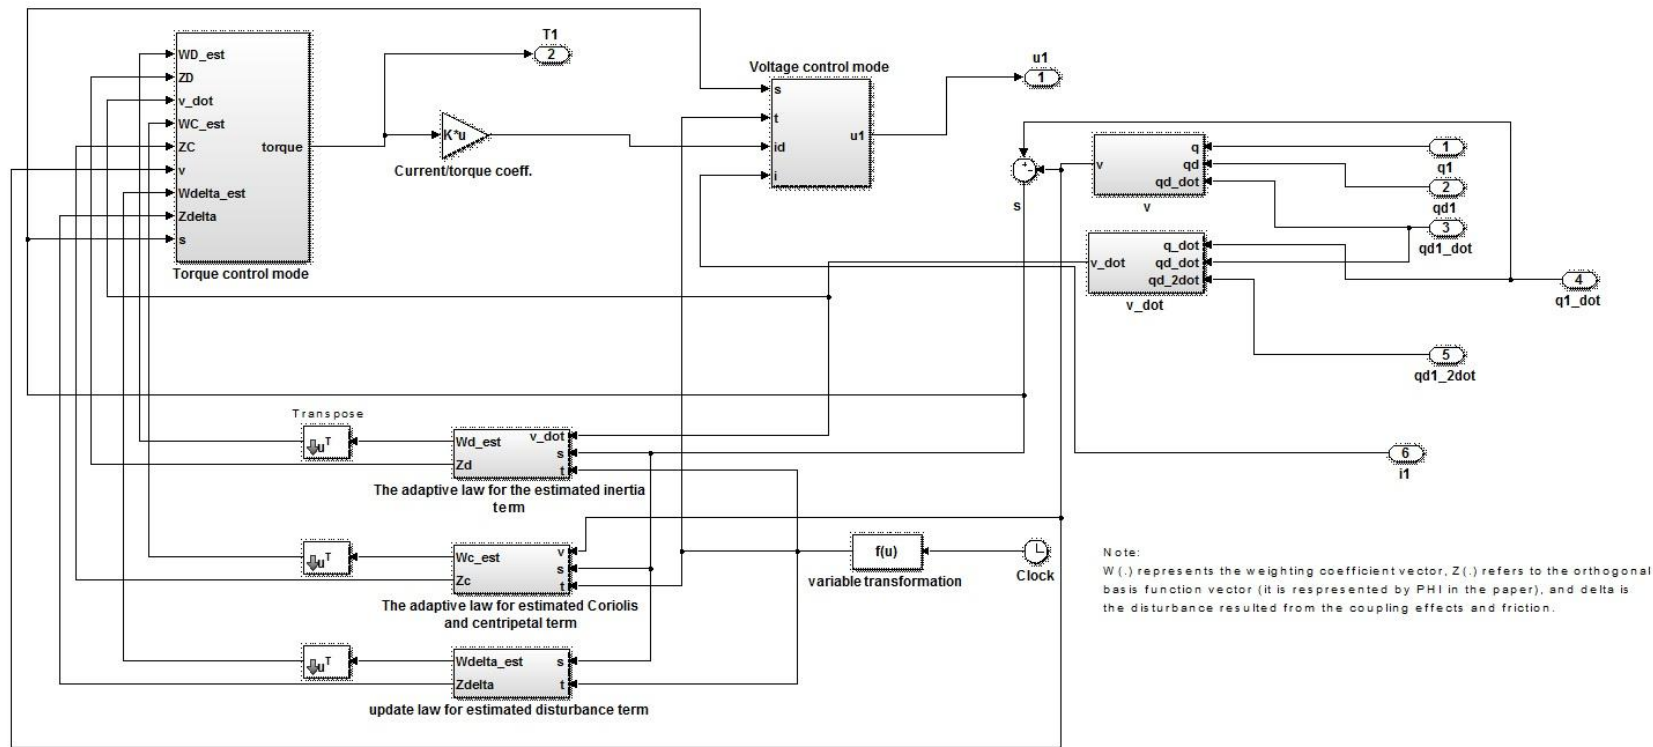 T1
2
WD_est
ZD
v_dot
WC_est
ZC
v
Wdelta_est
Zdelta
s
torque
Torque control mode
K*u
Current/torque coeff.
Voltage control mode
s
t
id
i
u1
u1
1
+
-
s
v
q
qd
qd_dot
v
1
q1
2
qd1
3
qd1_dot
v_dot
q_dot
qd_dot
qd_2dot
v_dot
4
q1_dot
5
qd1_2dot
6
i1
Transpose
uT
Wd_est
Zd
v_dot
s
t
The adaptive law for the estimated inertia
term
uT
Wc_est
Zc
v
s
t
The adaptive law for estimated Coriolis
and centripetal term
f(u)
variable transformation
Clock
uT
Wdelta_est
Zdelta
s
t
update law for estimated disturbance term
Note:
W(.) represents the weighting coefficient vector, Z(.) refers to the orthogonal
basis function vector (it is respresented by PHI in the paper), and delta is
the disturbance resulted from the coupling effects and friction.